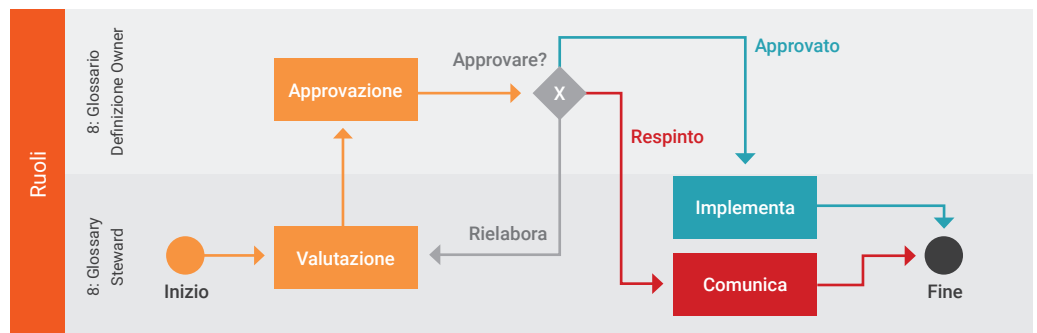 Ruoli
8: Glossario
Definizione Owner
8: Glossary
Steward
Approvazione
Approvare?
X
Approvato
Respinto
Rielabora
Inizio
Valutazione
Implementa
Comunica
Fine